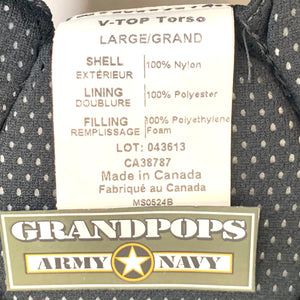 V-TOP Torso
LARGE/GRAND
SHELL
EXTÉRIEUR
100% Nylon
LINING
DOUBLURE
100% Polyester
FILLING
REMPLISSAGE
100% Polyethylene
Foam
LOT: 043613
CA38787
Made in Canada
Fabriqué au Canada
MS0524B
GRANDPOPS
ARMY NAVY